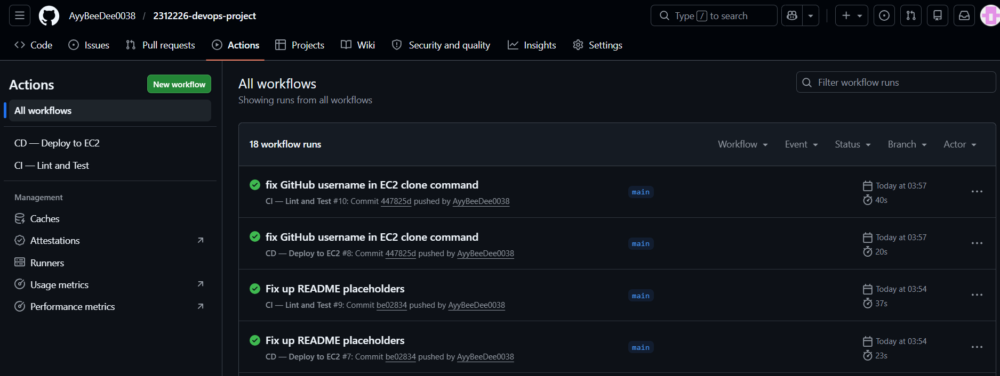 AyyBeeDee0038 / 2312226-devops-project
Type / to search
Code
Issues
Pull requests
Actions
Projects
Wiki
Security and quality
Insights
Settings
Actions
New workflow
All workflows
CD — Deploy to EC2
CI — Lint and Test
Management
Caches
Attestations
Runners
Usage metrics
Performance metrics
All workflows
Showing runs from all workflows
Filter workflow runs
18 workflow runs
Workflow
Event
Status
Branch
Actor
fix GitHub username in EC2 clone command
CI — Lint and Test #10: Commit 447825d pushed by AyyBeeDee0038
main
Today at 03:57
40s
fix GitHub username in EC2 clone command
CD — Deploy to EC2 #8: Commit 447825d pushed by AyyBeeDee0038
main
Today at 03:57
20s
Fix up README placeholders
CI — Lint and Test #9: Commit be02834 pushed by AyyBeeDee0038
main
Today at 03:54
37s
Fix up README placeholders
CD — Deploy to EC2 #7: Commit be02834 pushed by AyyBeeDee0038
main
Today at 03:54
23s